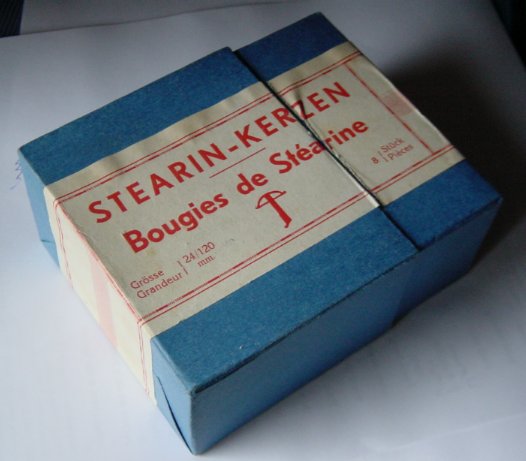 STEARIN-KERZEN
Bougies de Stéarine
Grösse
Grandeur
24/120
mm
8
Stück
Pièces